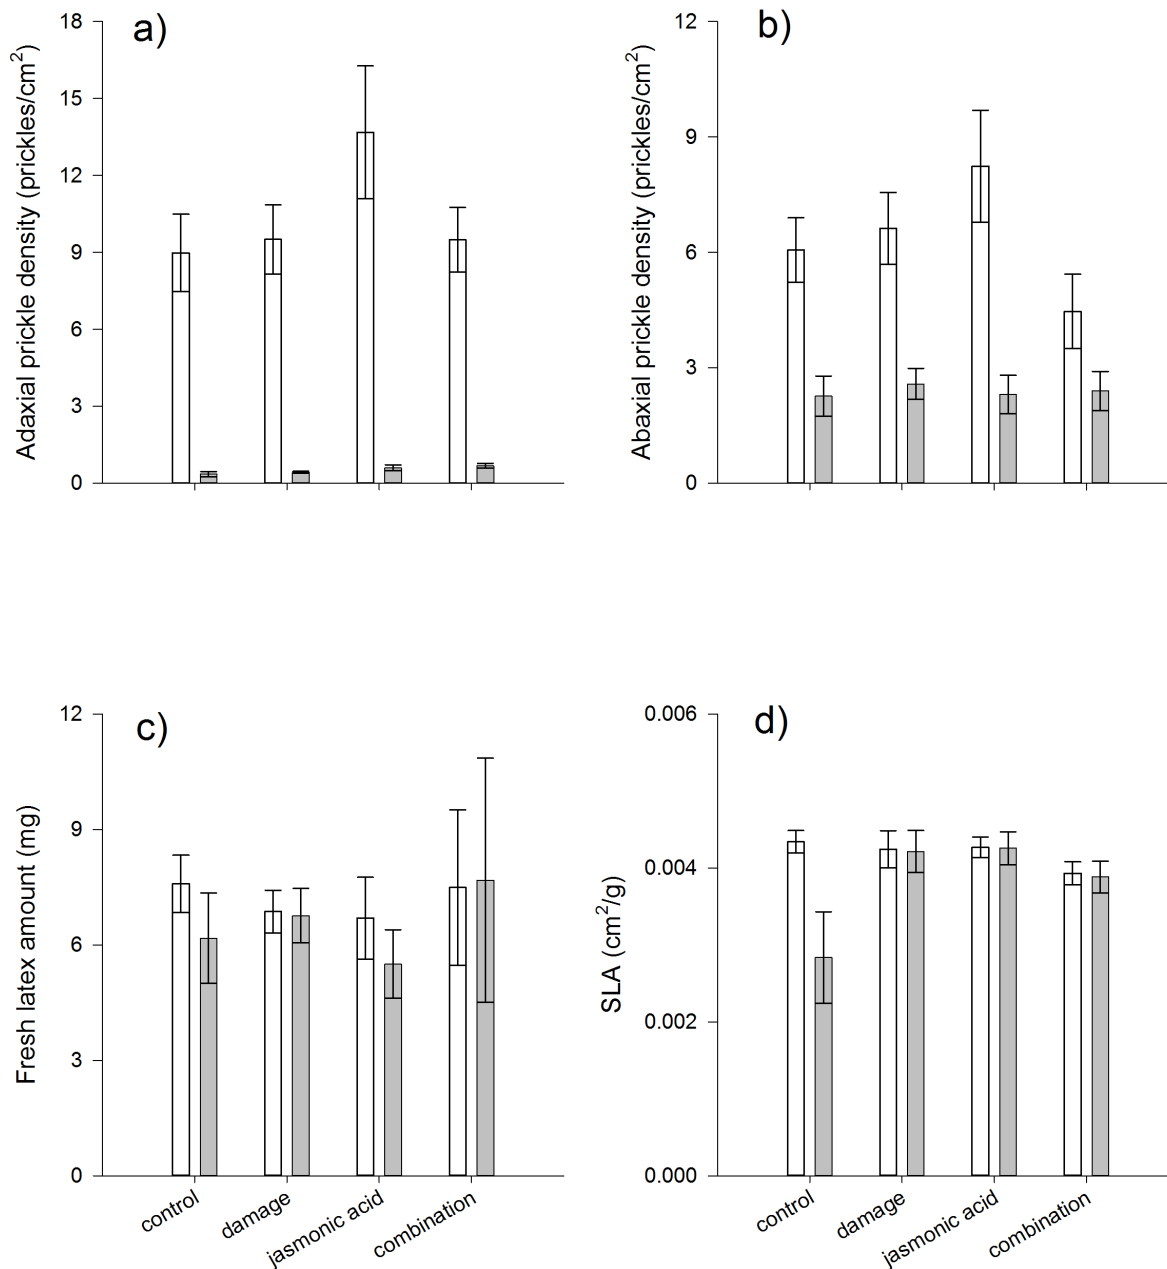 a)
Adaxial prickle density (prickles/cm²)
18
15
12
9
6
3
0
b)
Abaxial prickle density (prickles/cm²)
12
9
6
3
0
c)
Fresh latex amount (mg)
12
9
6
3
0
control
damage
jasmonic acid
combination
d)
SLA (cm²/g)
0.006
0.004
0.002
0.000
control
damage
jasmonic acid
combination